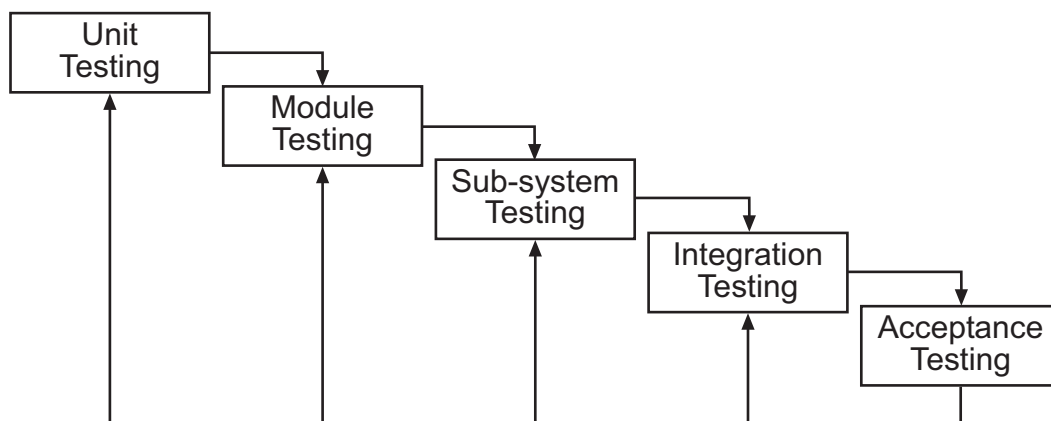 Unit
Testing
Module
Testing
Sub-system
Testing
Integration
Testing
Acceptance
Testing